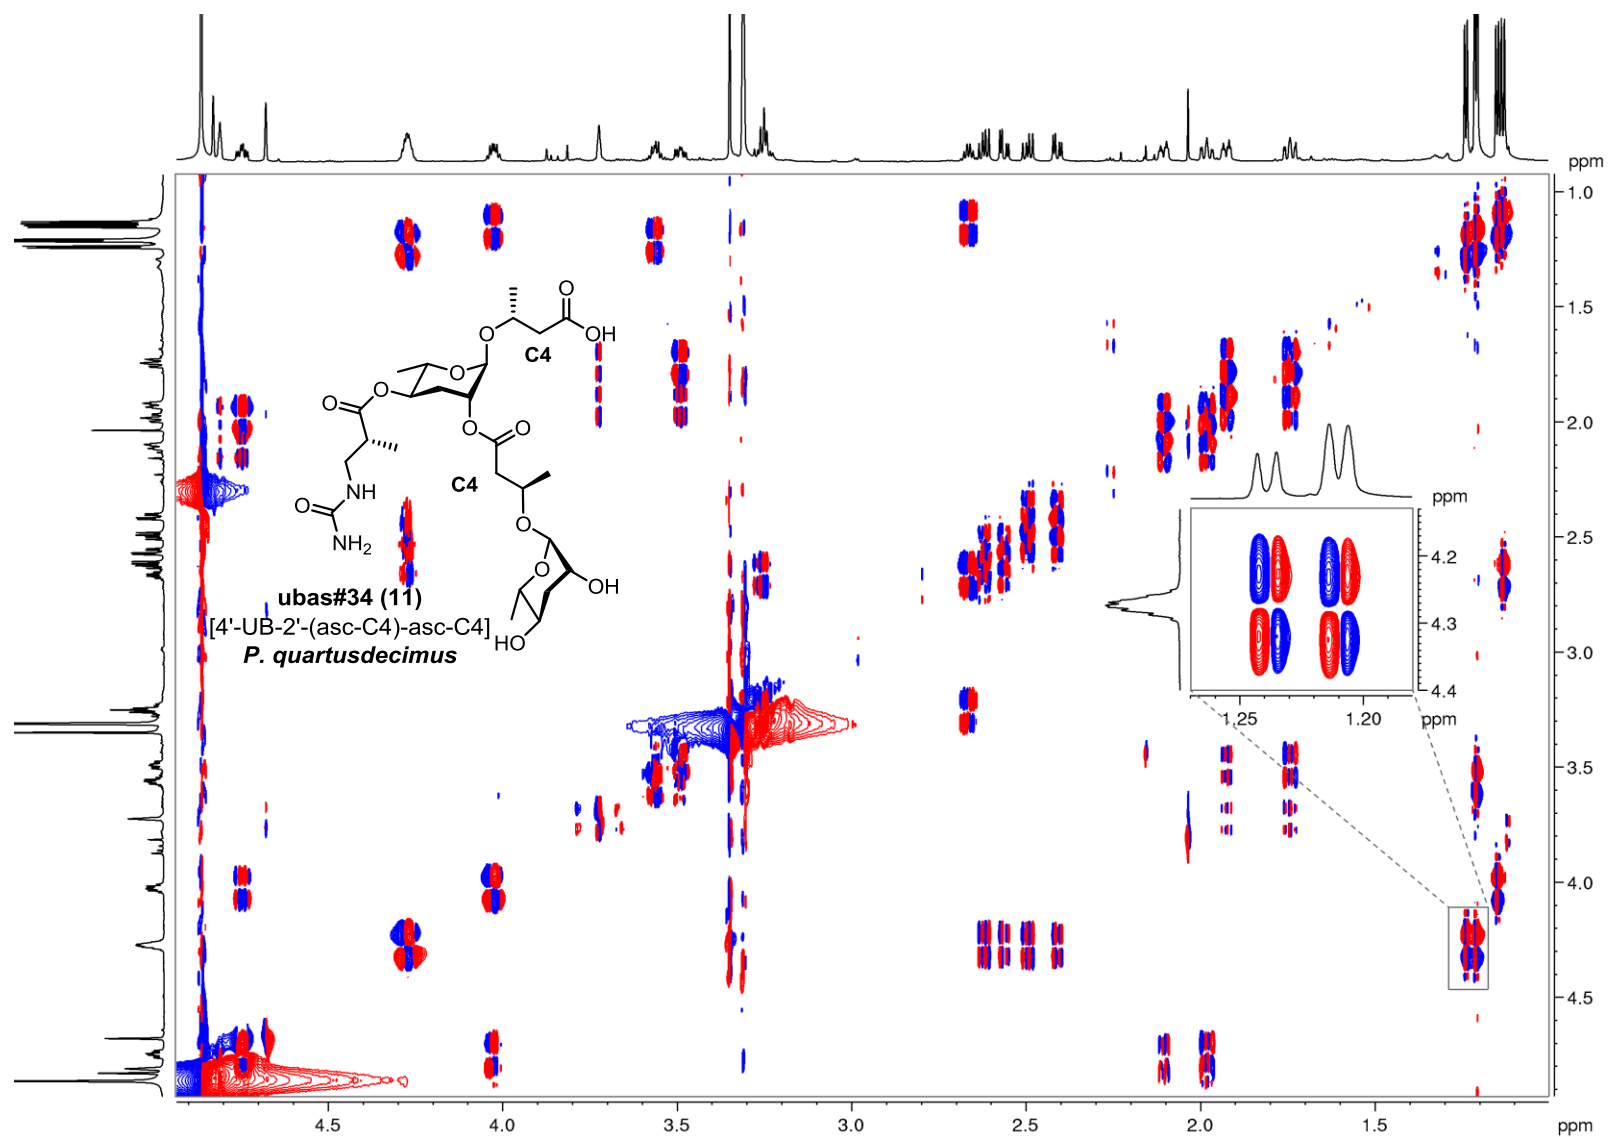 ppm
1.0
1.5
2.0
2.5
3.0
3.5
4.0
4.5
O
OH
O
C4
O
O
O
O
O
C4
NH
O
NH2
O
O
OH
HO
ubas#34 (11)
[4'-UB-2'-(asc-C4)-asc-C4]
P. quartusdecimus
ppm
4.2
4.3
4.4
1.25
1.20
ppm
4.5
4.0
3.5
3.0
2.5
2.0
1.5
ppm